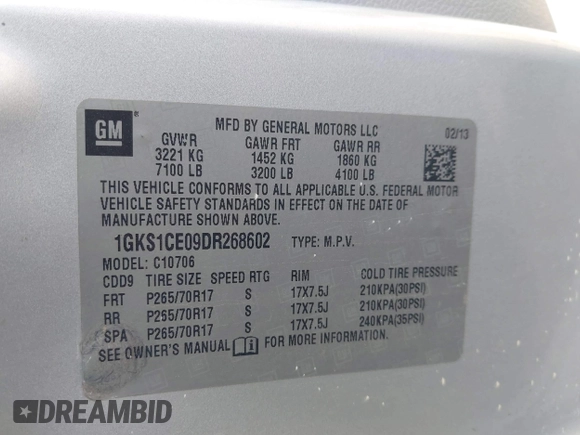 GM
MFD BY GENERAL MOTORS LLC 02/13
GVWR GAWR FRT GAWR RR
3221 KG 1452 KG 1860 KG
7100 LB 3200 LB 4100 LB
THIS VEHICLE CONFORMS TO ALL APPLICABLE U.S. FEDERAL MOTOR
VEHICLE SAFETY STANDARDS IN EFFECT ON THE DATE OF
MANUFACTURE SHOWN ABOVE.
1GKS1CE09DR268602 TYPE: M.P.V.
MODEL: C10706
CDD9 TIRE SIZE SPEED RTG RIM COLD TIRE PRESSURE
FRT P265/70R17 S 17X7.5J 210KPA(30PSI)
RR P265/70R17 S 17X7.5J 210KPA(30PSI)
SPA P265/70R17 S 17X7.5J 240KPA(35PSI)
SEE OWNER'S MANUAL FOR MORE INFORMATION.
DREAMBID